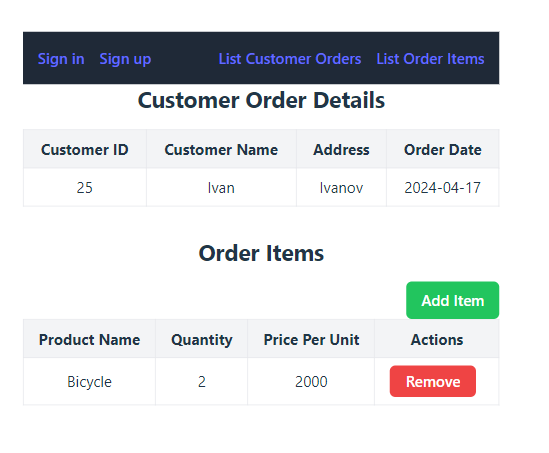 Sign in Sign up List Customer Orders List Order Items
Customer Order Details
Customer ID Customer Name Address Order Date
25 Ivan Ivanov 2024-04-17
Order Items
Add Item
Product Name Quantity Price Per Unit Actions
Bicycle 2 2000 Remove